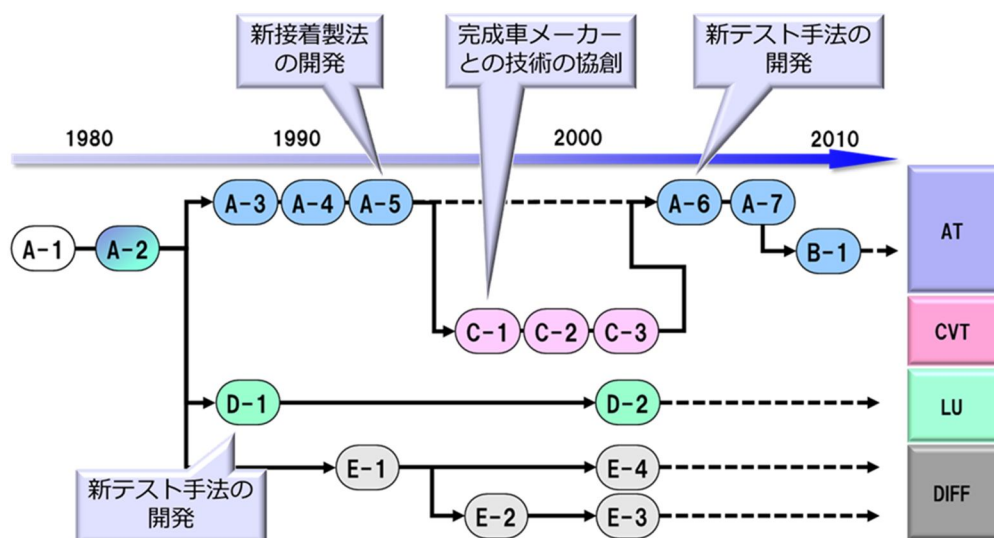 新接着製法
の開発
完成車メーカー
との技術の協創
新テスト手法の
開発
1980
1990
2000
2010
A-3
A-4
A-5
A-6
A-7
AT
A-1
A-2
B-1
C-1
C-2
C-3
CVT
D-1
D-2
LU
E-1
E-4
新テスト手法の
開発
E-2
E-3
DIFF